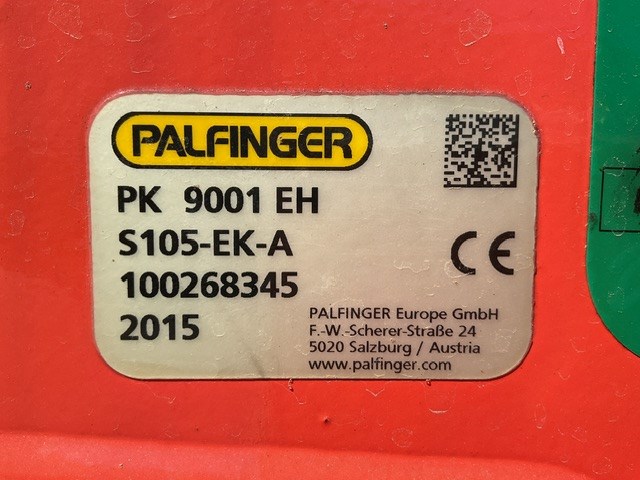 PALFINGER
PK 9001 EH
S105-EK-A
100268345
2015
PALFINGER Europe GmbH
F.-W.-Scherer-Straße 24
5020 Salzburg / Austria
www.palfinger.com
CE